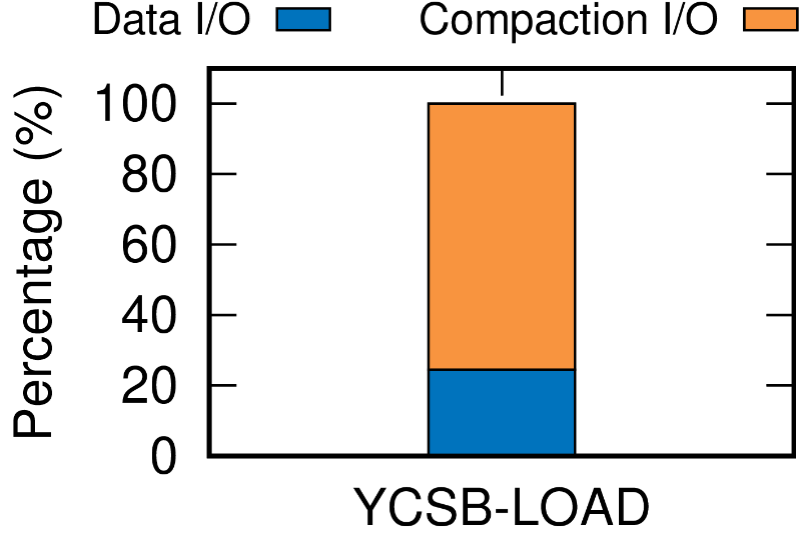 Data I/O Compaction I/O
Percentage (%)
100
80
60
40
20
0
YCSB-LOAD